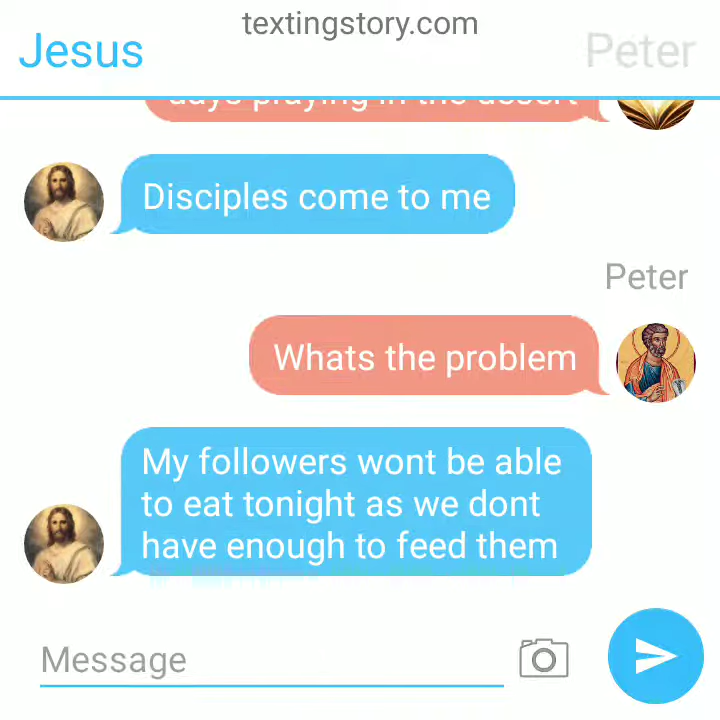 textingstory.com
Jesus
Peter
days praying in the desert
Disciples come to me
Peter
Whats the problem
My followers wont be able
to eat tonight as we dont
have enough to feed them
Message